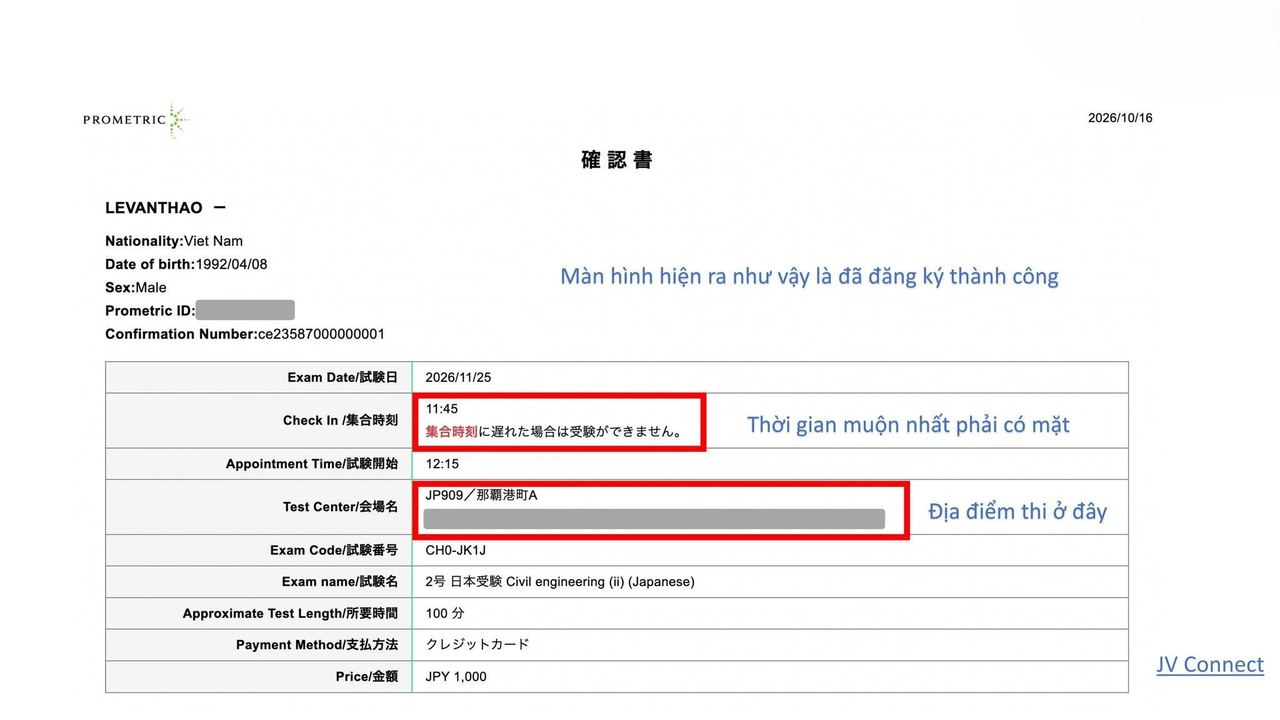 PROMETRIC
2026/10/16
確認書
LEVANTHAO ー
Nationality:Viet Nam
Date of birth:1992/04/08
Màn hình hiện ra như vậy là đã đăng ký thành công
Sex:Male
Prometric ID:
Confirmation Number:ce23587000000001
Exam Date/試験日 2026/11/25
Check In /集合時刻 11:45
集合時刻に遅れた場合は受験ができません。
Thời gian muộn nhất phải có mặt
Appointment Time/試験開始 12:15
Test Center/会場名 JP909／那覇港町A
Địa điểm thi ở đây
Exam Code/試験番号 CH0-JK1J
Exam name/試験名 2号 日本受験 Civil engineering (ii) (Japanese)
Approximate Test Length/所要時間 100 分
Payment Method/支払方法 クレジットカード
Price/金額 JPY 1,000
JV Connect